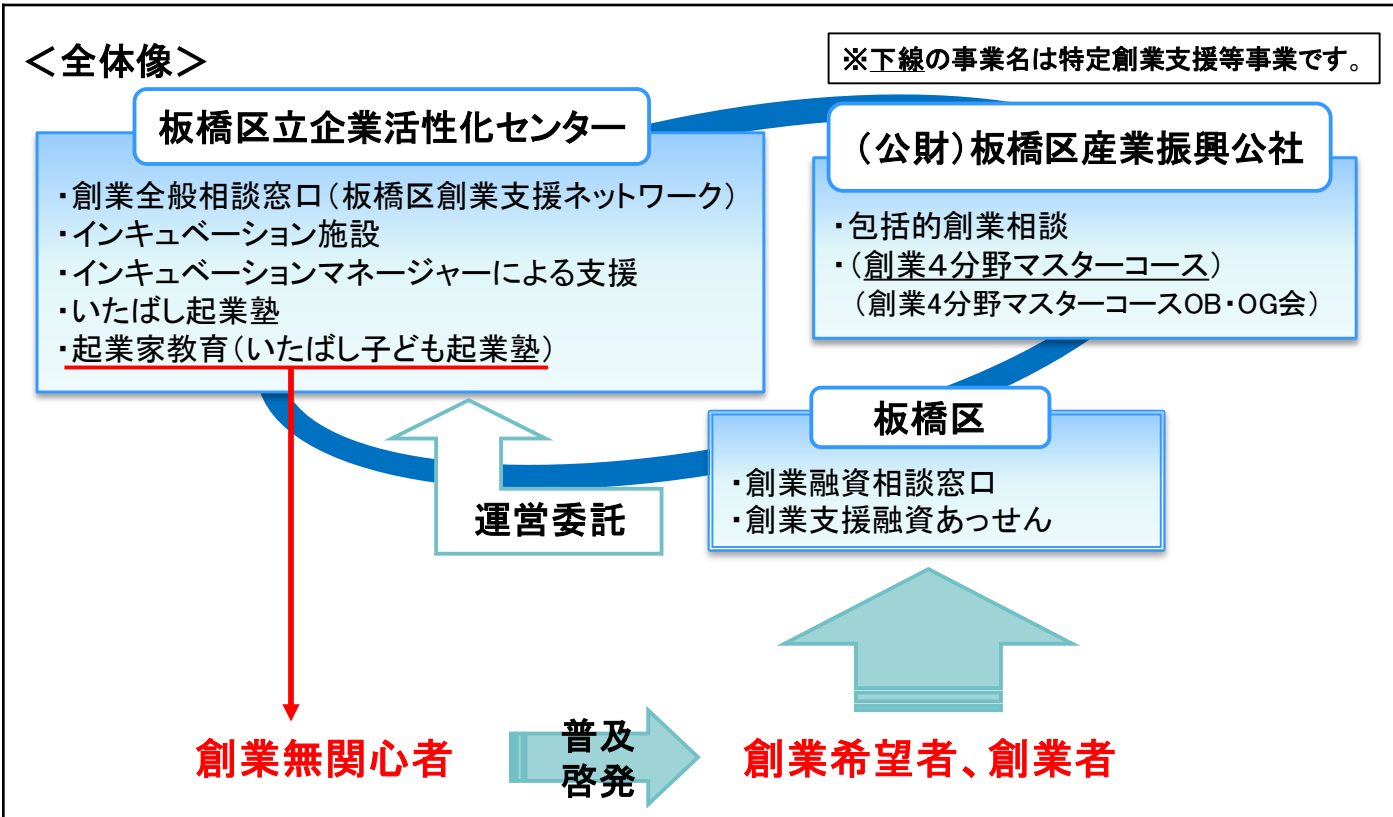 ＜全体像＞
※下線の事業名は特定創業支援等事業です。
板橋区立企業活性化センター
・創業全般相談窓口（板橋区創業支援ネットワーク）
・インキュベーション施設
・インキュベーションマネージャーによる支援
・いたばし起業塾
・起業家教育（いたばし子ども起業塾）
（公財）板橋区産業振興公社
・包括的創業相談
・（創業４分野マスターコース）
（創業4分野マスターコースOB・OG会）
板橋区
・創業融資相談窓口
・創業支援融資あっせん
運営委託
創業無関心者
普及
啓発
創業希望者、創業者